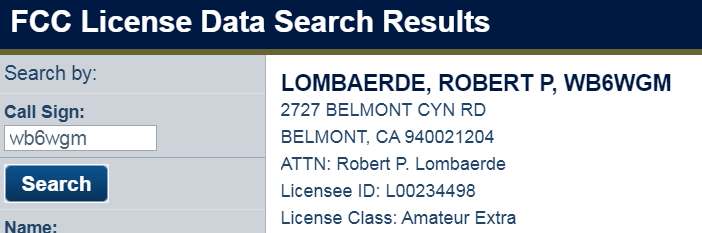 FCC License Data Search Results
Search by:
Call Sign:
wb6wgm
Search
Name:
LOMBAERDE, ROBERT P, WB6WGM
2727 BELMONT CYN RD
BELMONT, CA 940021204
ATTN: Robert P. Lombaerde
Licensee ID: L00234498
License Class: Amateur Extra